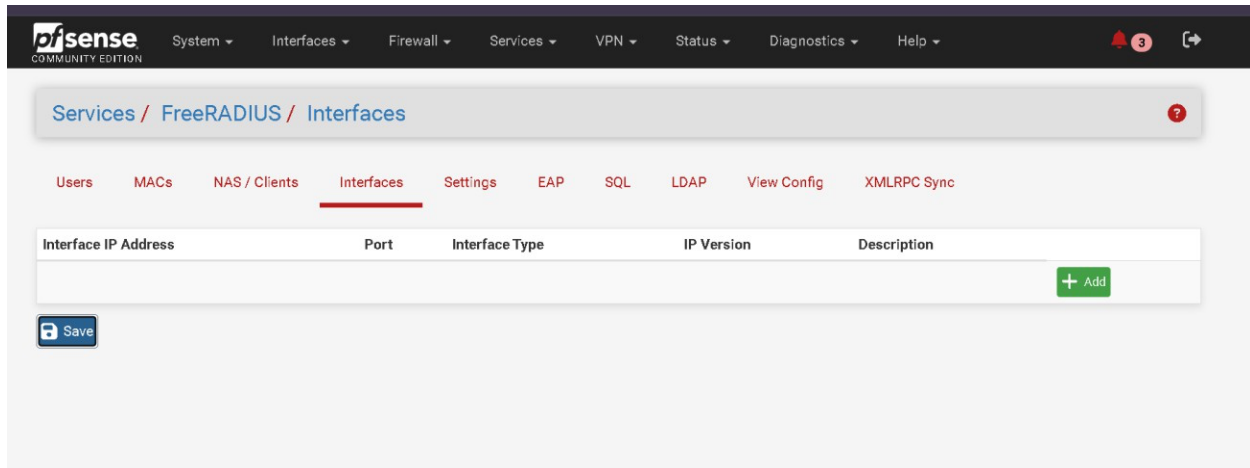 pfsense System Interfaces Firewall Services VPN Status Diagnostics Help 3
COMMUNITY EDITION
Services / FreeRADIUS / Interfaces ?
Users MACs NAS / Clients Interfaces Settings EAP SQL LDAP View Config XMLRPC Sync
Interface IP Address Port Interface Type IP Version Description
+ Add
Save